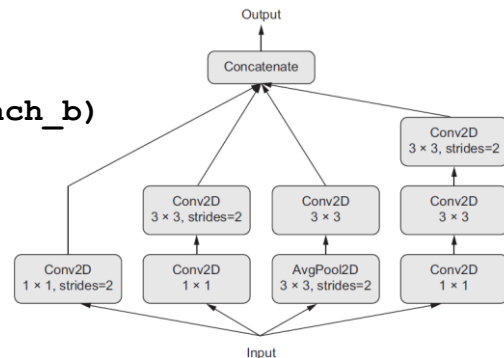 Output
Concatenate
nch_b)
Conv2D
3 × 3, strides=2
Conv2D
3 × 3, strides=2
Conv2D
3 × 3
Conv2D
3 × 3
Conv2D
1 × 1, strides=2
Conv2D
1 × 1
AvgPool2D
3 × 3, strides=2
Conv2D
1 × 1
Input